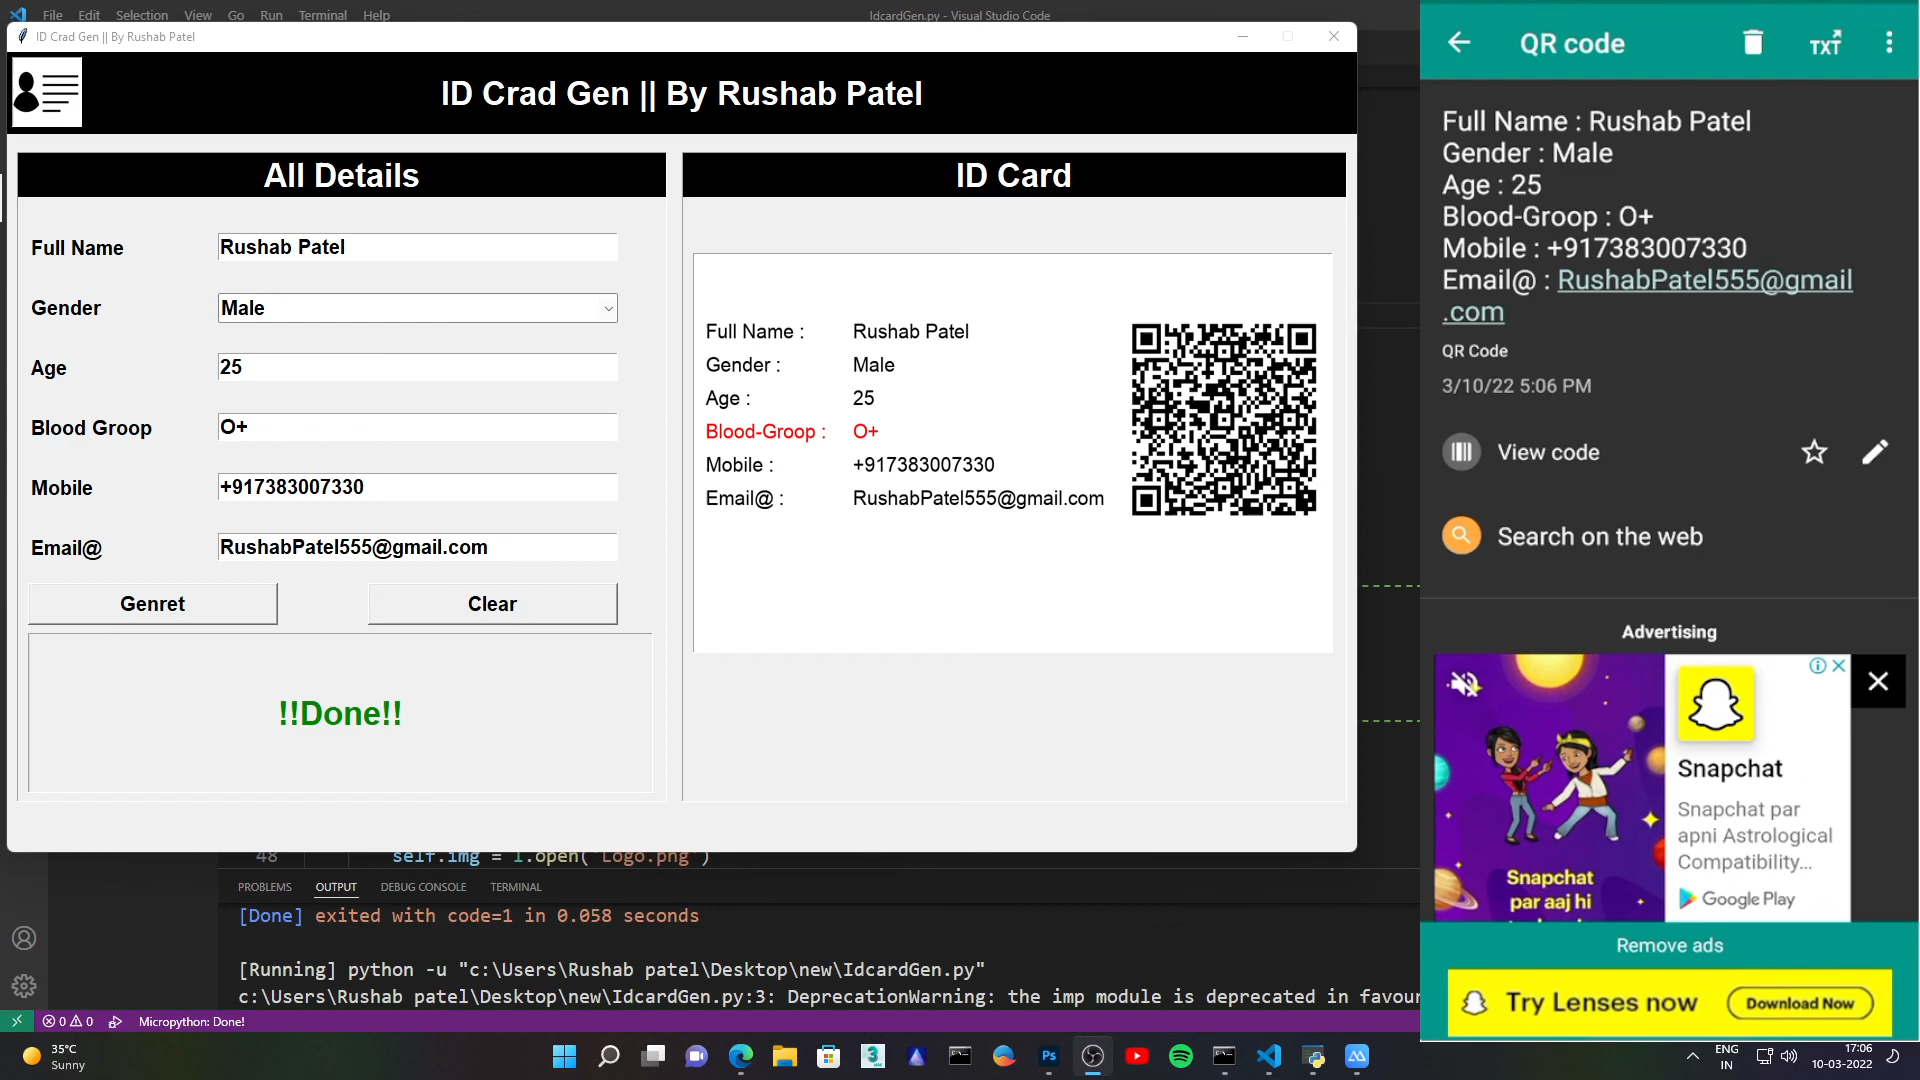 File Edit Selection View Go Run Terminal Help
IdcardGen.py - Visual Studio Code
ID Crad Gen || By Rushab Patel
ID Crad Gen || By Rushab Patel
All Details
Full Name
Rushab Patel
Gender
Male
Age
25
Blood Groop
O+
Mobile
+917383007330
Email@
RushabPatel555@gmail.com
Genret
Clear
!!Done!!
ID Card
Full Name : Rushab Patel
Gender : Male
Age : 25
Blood-Groop : O+
Mobile : +917383007330
Email@ : RushabPatel555@gmail.com
48 self.img = I.open('Logo.png')
PROBLEMS OUTPUT DEBUG CONSOLE TERMINAL
[Done] exited with code=1 in 0.058 seconds
[Running] python -u "c:\Users\Rushab patel\Desktop\new\IdcardGen.py"
c:\Users\Rushab patel\Desktop\new\IdcardGen.py:3: DeprecationWarning: the imp module is deprecated in favour
0 0 Micropython: Done!
35°C
Sunny
QR code
TXT
Full Name : Rushab Patel
Gender : Male
Age : 25
Blood-Groop : O+
Mobile : +917383007330
Email@ : RushabPatel555@gmail
.com
QR Code
3/10/22 5:06 PM
View code
Search on the web
Advertising
Snapchat
Snapchat par
apni Astrological
Compatibility...
Google Play
Snapchat
par aaj hi
Remove ads
Try Lenses now
Download Now
ENG
IN
17:06
10-03-2022